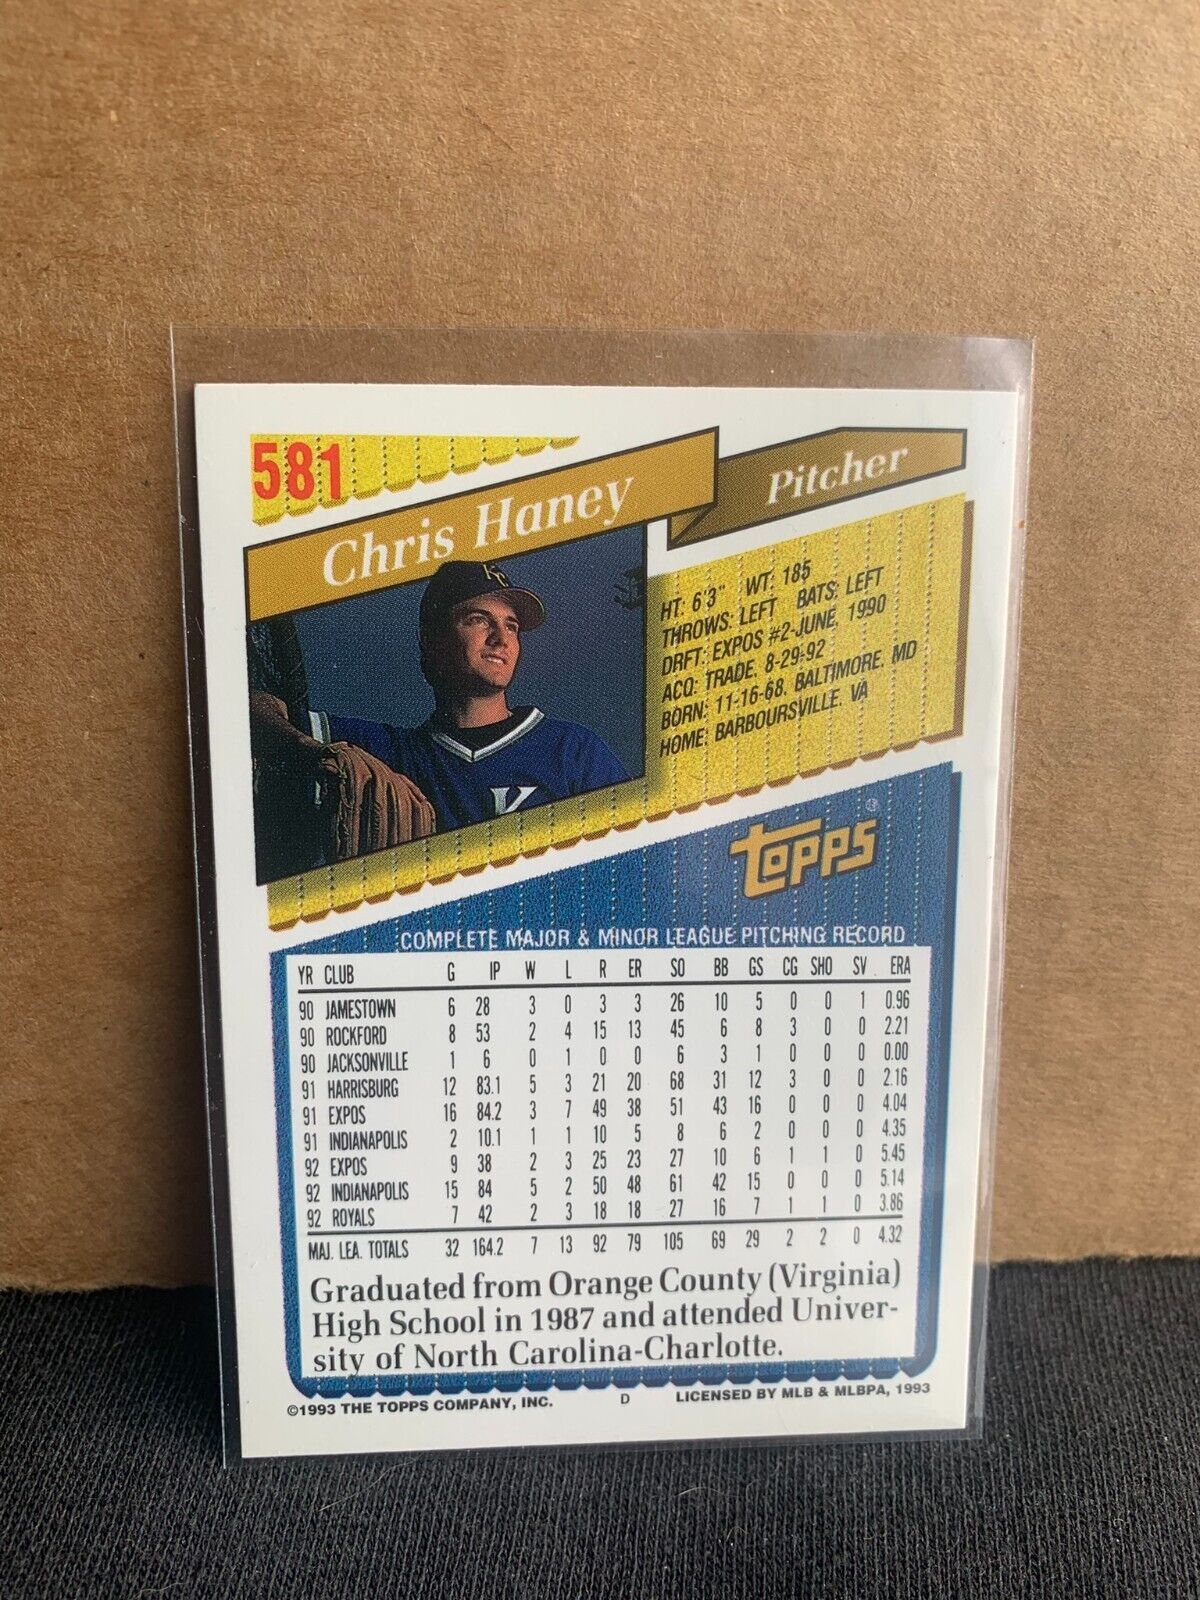 581
Chris Haney
Pitcher
KC
K
HT: 6'3" WT: 185
THROWS: LEFT BATS: LEFT
DRFT: EXPOS #2-JUNE, 1990
ACQ: TRADE, 8-29-92
BORN: 11-16-68, BALTIMORE, MD
HOME: BARBOURSVILLE, VA
Topps ®
COMPLETE MAJOR & MINOR LEAGUE PITCHING RECORD
YR CLUB G IP W L R ER SO BB GS CG SHO SV ERA
90 JAMESTOWN 6 28 3 0 3 3 26 10 5 0 0 1 0.96
90 ROCKFORD 8 53 2 4 15 13 45 6 8 3 0 0 2.21
90 JACKSONVILLE 1 6 0 1 0 0 6 3 1 0 0 0 0.00
91 HARRISBURG 12 83.1 5 3 21 20 68 31 12 3 0 0 2.16
91 EXPOS 16 84.2 3 7 49 38 51 43 16 0 0 0 4.04
91 INDIANAPOLIS 2 10.1 1 1 10 5 8 6 2 0 0 0 4.35
92 EXPOS 9 38 2 3 25 23 27 10 6 1 1 0 5.45
92 INDIANAPOLIS 15 84 5 2 50 48 61 42 15 0 0 0 5.14
92 ROYALS 7 42 2 3 18 18 27 16 7 1 1 0 3.86
MAJ. LEA. TOTALS 32 164.2 7 13 92 79 105 69 29 2 2 0 4.32
Graduated from Orange County (Virginia)
High School in 1987 and attended Univer-
sity of North Carolina-Charlotte.
©1993 THE TOPPS COMPANY, INC. D LICENSED BY MLB & MLBPA, 1993